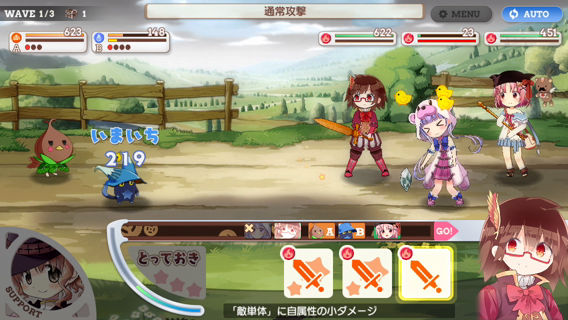 WAVE 1/3 1
通常攻撃
MENU
AUTO
623
A
148
B
622
23
451
いまいち
219
A B GO!
とっておき
SUPPORT
「敵単体」に自属性の小ダメージ